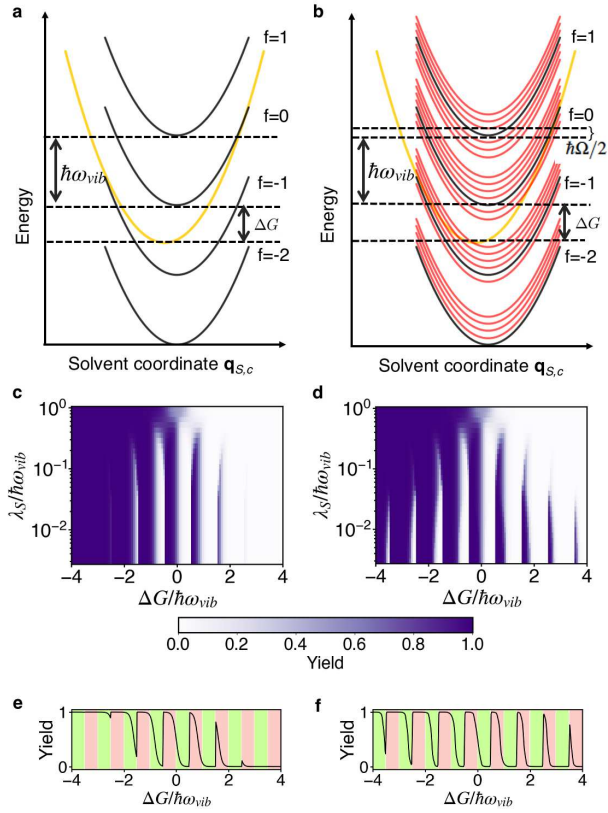 a
b
f=1
f=0
ħω_vib
f=-1
ΔG
f=-2
Energy
Solvent coordinate q_S,c
f=1
f=0
ħΩ/2
ħω_vib
f=-1
ΔG
f=-2
Energy
Solvent coordinate q_S,c
c
d
10^0
10^-1
10^-2
λ_S/ħω_vib
-4 -2 0 2 4
ΔG/ħω_vib
10^0
10^-1
10^-2
λ_S/ħω_vib
-4 -2 0 2 4
ΔG/ħω_vib
0.0 0.2 0.4 0.6 0.8 1.0
Yield
e
f
1
0
Yield
-4 -2 0 2 4
ΔG/ħω_vib
1
0
Yield
-4 -2 0 2 4
ΔG/ħω_vib